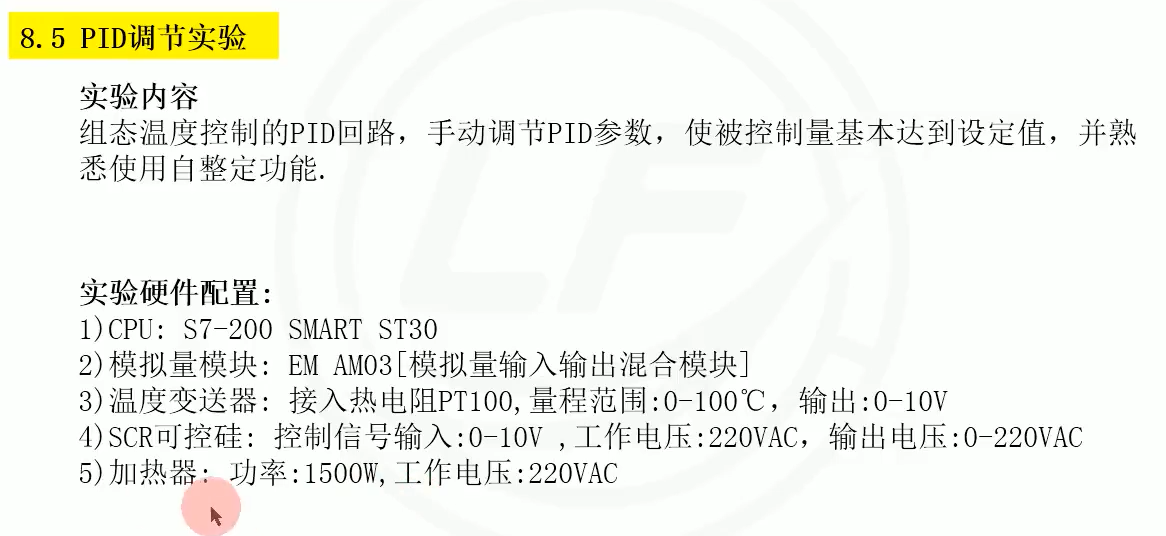 8.5 PID调节实验
实验内容
组态温度控制的PID回路，手动调节PID参数，使被控制量基本达到设定值，并熟
悉使用自整定功能.
实验硬件配置:
1)CPU: S7-200 SMART ST30
2)模拟量模块: EM AM03[模拟量输入输出混合模块]
3)温度变送器: 接入热电阻PT100,量程范围:0-100℃，输出:0-10V
4)SCR可控硅: 控制信号输入:0-10V ,工作电压:220VAC，输出电压:0-220VAC
5)加热器: 功率:1500W,工作电压:220VAC
LF